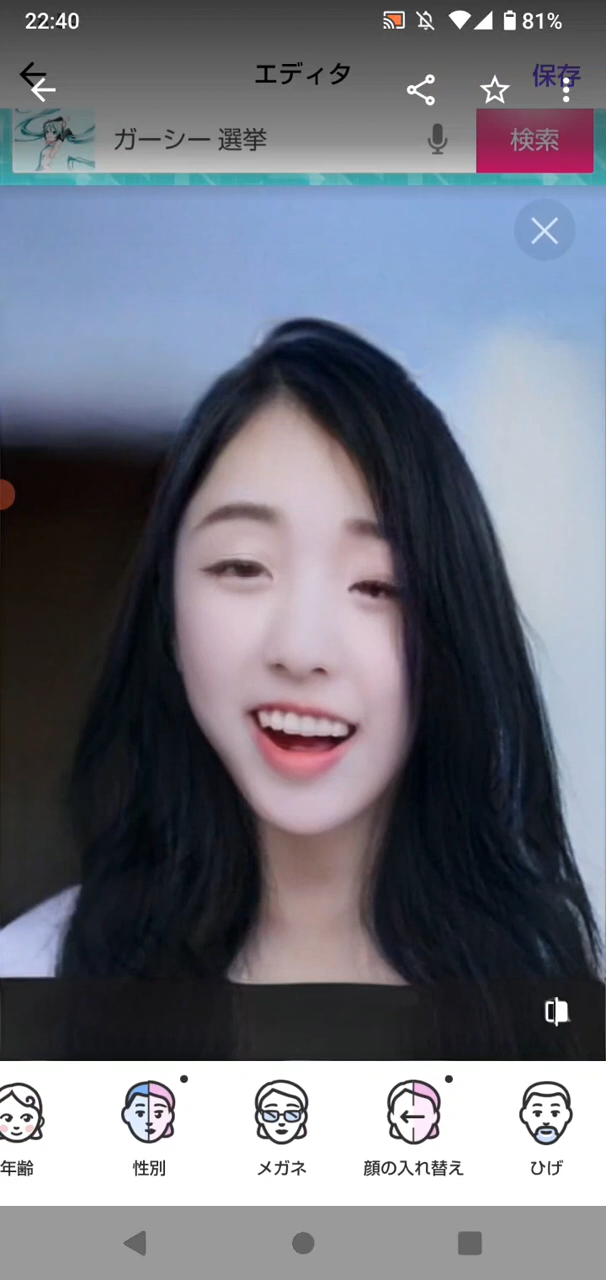 22:40
81%
エディタ
保存
ガーシー 選挙
検索
年齢
性別
メガネ
顔の入れ替え
ひげ